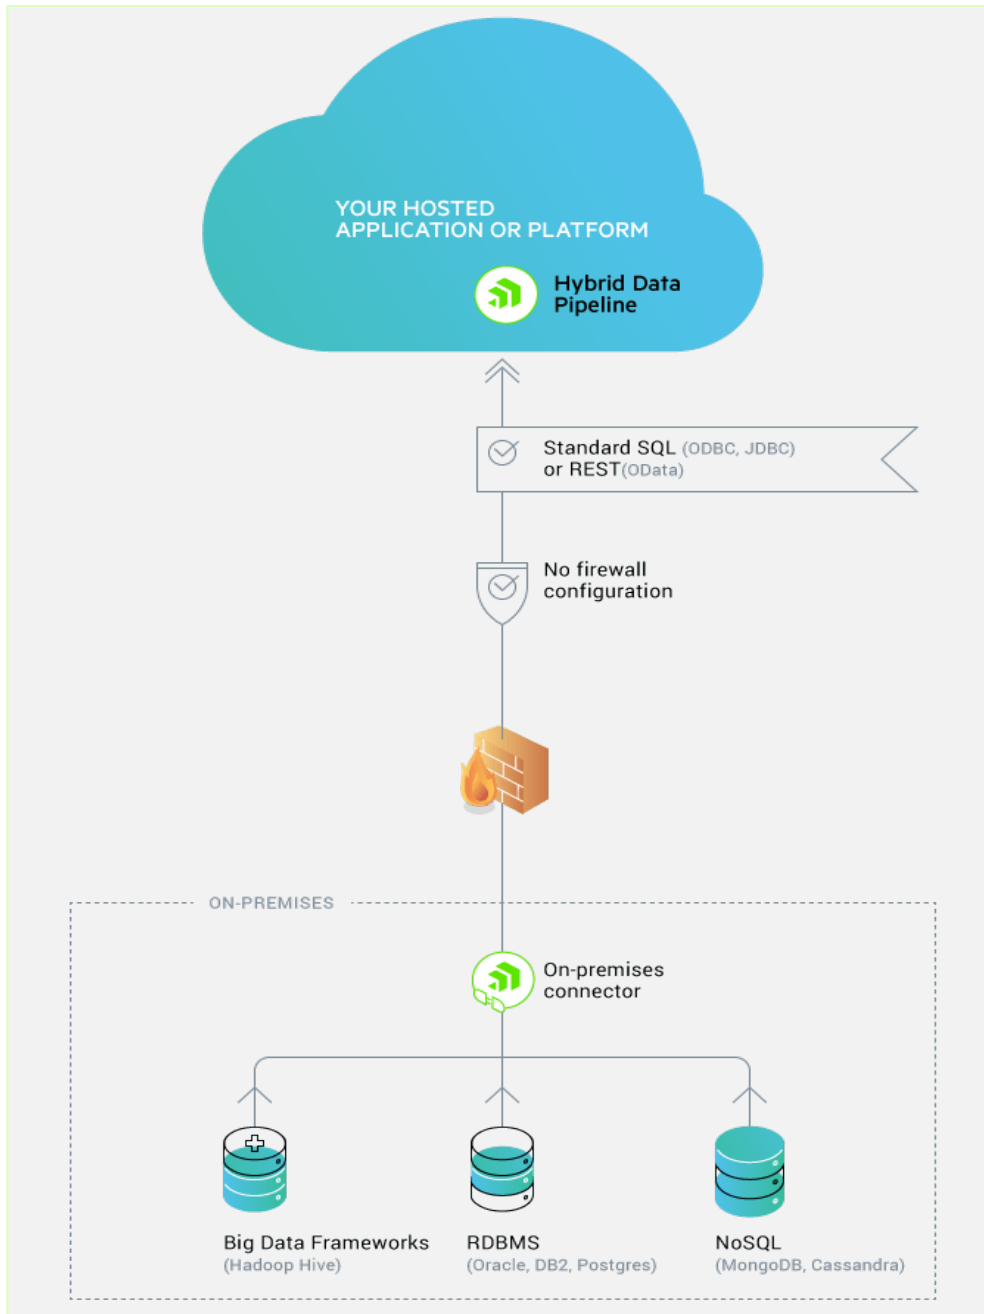 YOUR HOSTED
APPLICATION OR PLATFORM
Hybrid Data
Pipeline
Standard SQL (ODBC, JDBC)
or REST(OData)
No firewall
configuration
ON-PREMISES
On-premises
connector
Big Data Frameworks
(Hadoop Hive)
RDBMS
(Oracle, DB2, Postgres)
NoSQL
(MongoDB, Cassandra)